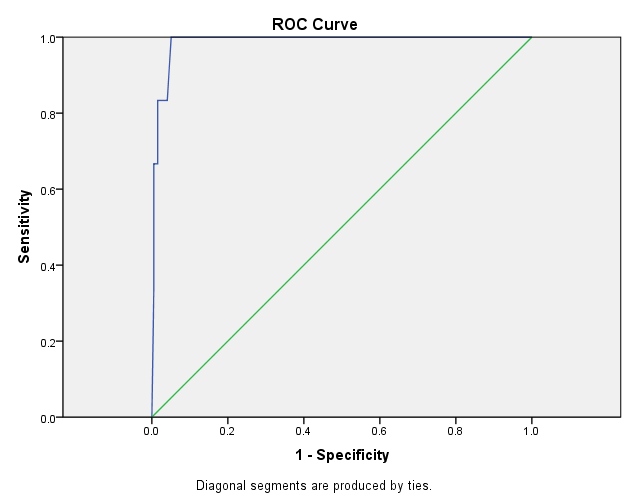 ROC Curve
1.0
0.8
0.6
0.4
0.2
0.0
Sensitivity
0.0 0.2 0.4 0.6 0.8 1.0
1 - Specificity
Diagonal segments are produced by ties.